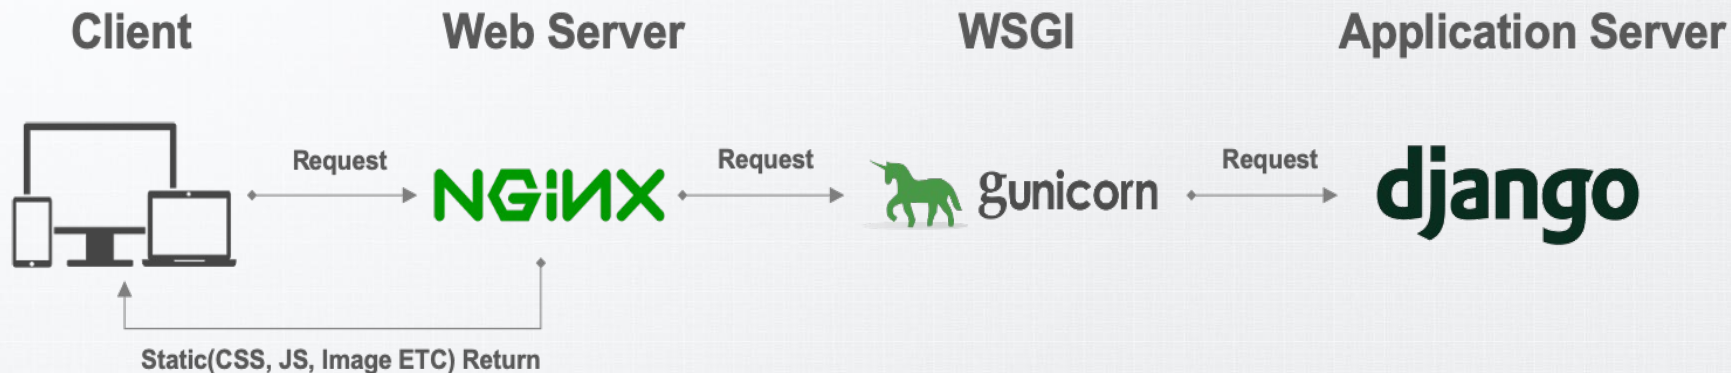 Client
Web Server
WSGI
Application Server
Request
NGINX
Request
gunicorn
Request
django
Static(CSS, JS, Image ETC) Return